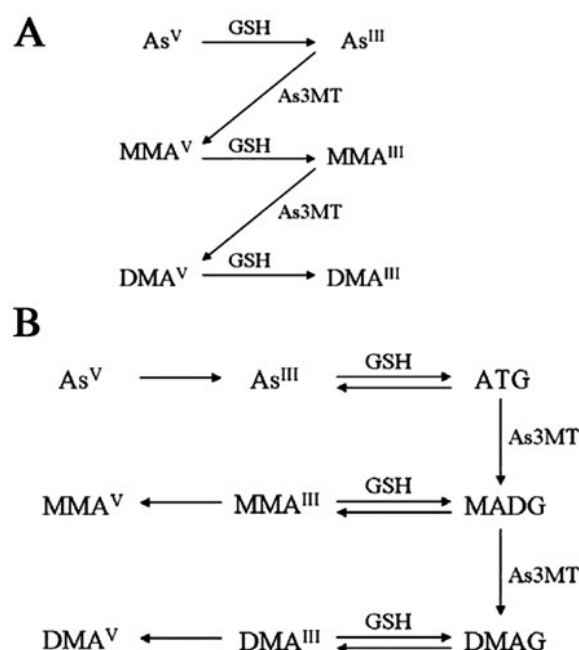 A
As^V GSH As^III
As3MT
MMA^V GSH MMA^III
As3MT
DMA^V GSH DMA^III
B
As^V As^III GSH ATG
As3MT
MMA^V MMA^III GSH MADG
As3MT
DMA^V DMA^III GSH DMAG